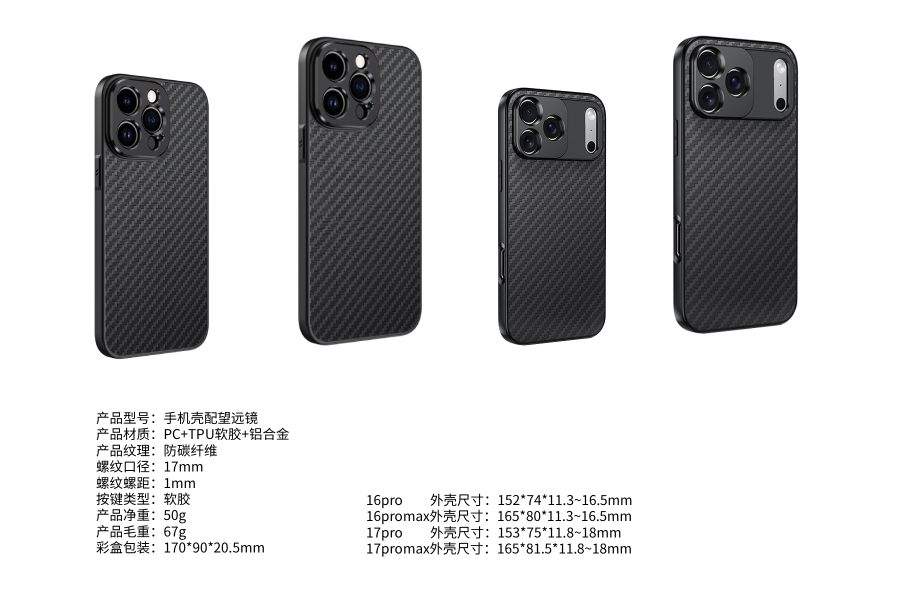 产品型号：手机壳配望远镜
产品材质：PC+TPU软胶+铝合金
产品纹理：防碳纤维
螺纹口径：17mm
螺纹螺距：1mm
按键类型：软胶
产品净重：50g
产品毛重：67g
彩盒包装：170*90*20.5mm
16pro 外壳尺寸：152*74*11.3~16.5mm
16promax外壳尺寸：165*80*11.3~16.5mm
17pro 外壳尺寸：153*75*11.8~18mm
17promax外壳尺寸：165*81.5*11.8~18mm